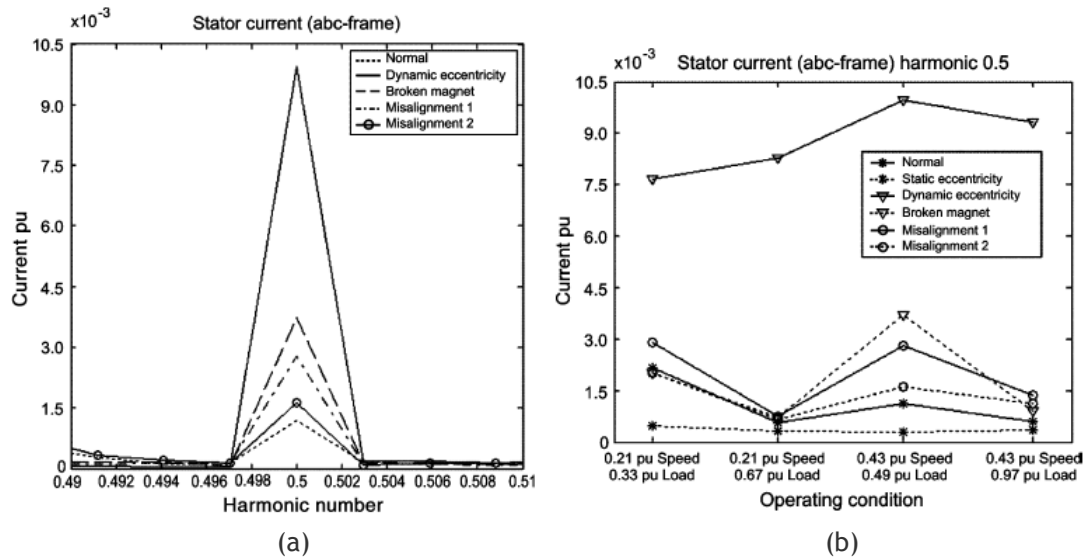 ×10⁻³
Stator current (abc-frame)
10.5
9.0
7.5
6.0
4.5
3.0
1.5
0
Current pu
Normal
Dynamic eccentricity
Broken magnet
Misalignment 1
Misalignment 2
0.49 0.492 0.494 0.496 0.498 0.5 0.502 0.504 0.506 0.508 0.51
Harmonic number
(a)
×10⁻³
Stator current (abc-frame) harmonic 0.5
10.5
9.0
7.5
6.0
4.5
3.0
1.5
0
Current pu
Normal
Static eccentricity
Dynamic eccentricity
Broken magnet
Misalignment 1
Misalignment 2
0.21 pu Speed 0.21 pu Speed 0.43 pu Speed 0.43 pu Speed
0.33 pu Load 0.67 pu Load 0.49 pu Load 0.97 pu Load
Operating condition
(b)